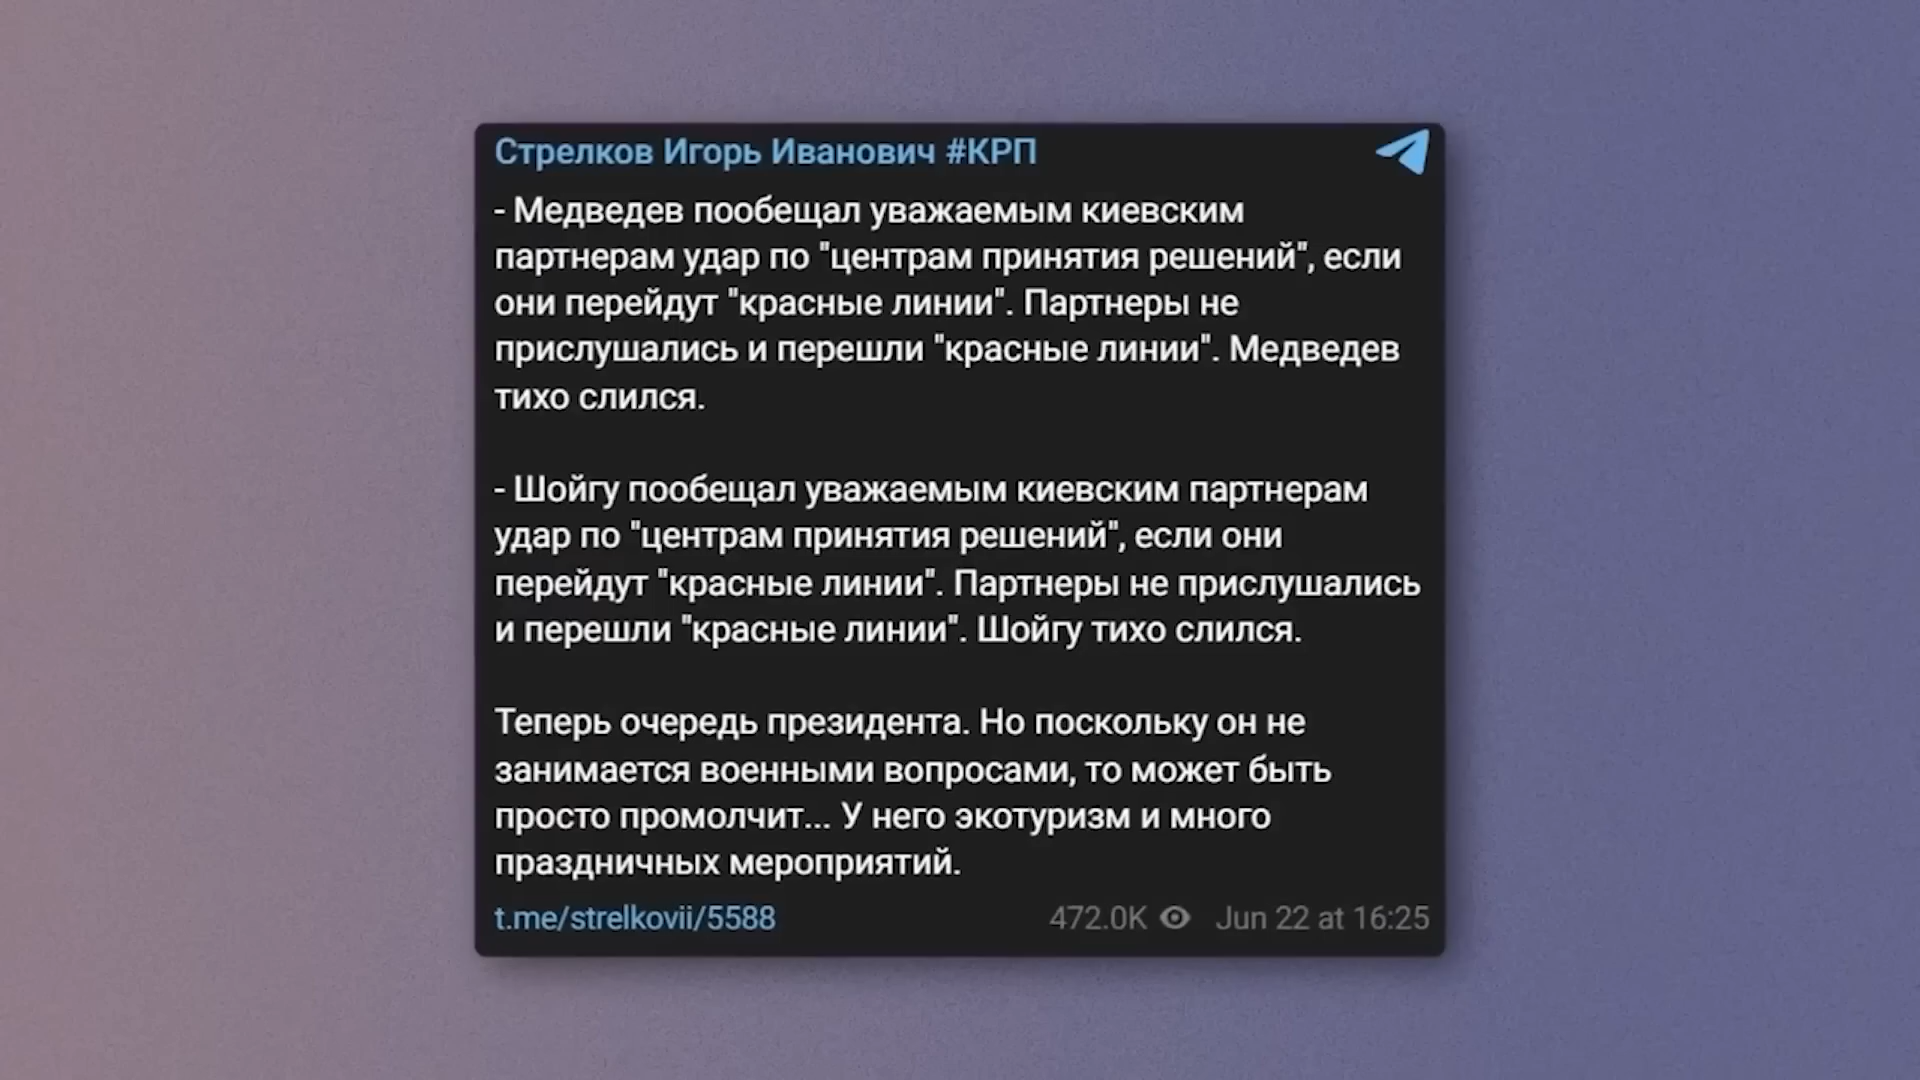 Стрелков Игорь Иванович #КРП
- Медведев пообещал уважаемым киевским
партнерам удар по "центрам принятия решений", если
они перейдут "красные линии". Партнеры не
прислушались и перешли "красные линии". Медведев
тихо слился.
- Шойгу пообещал уважаемым киевским партнерам
удар по "центрам принятия решений", если они
перейдут "красные линии". Партнеры не прислушались
и перешли "красные линии". Шойгу тихо слился.
Теперь очередь президента. Но поскольку он не
занимается военными вопросами, то может быть
просто промолчит... У него экотуризм и много
праздничных мероприятий.
t.me/strelkovii/5588 472.0K Jun 22 at 16:25